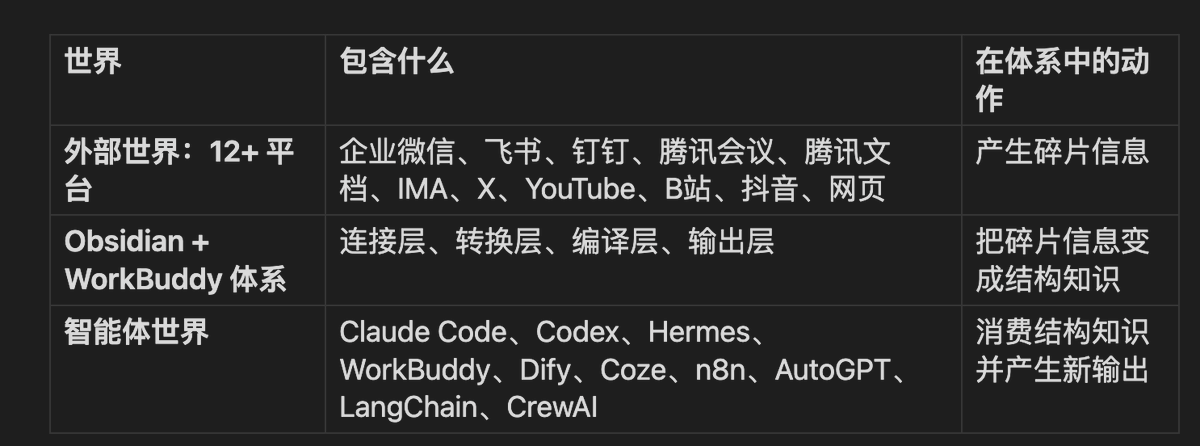 世界
包含什么
在体系中的动
作
外部世界：12+ 平
台
企业微信、飞书、钉钉、腾讯会议、腾讯文
档、IMA、X、YouTube、B站、抖音、网页
产生碎片信息
Obsidian +
WorkBuddy 体系
连接层、转换层、编译层、输出层
把碎片信息变
成结构知识
智能体世界
Claude Code、Codex、Hermes、
WorkBuddy、Dify、Coze、n8n、AutoGPT、
LangChain、CrewAI
消费结构知识
并产生新输出